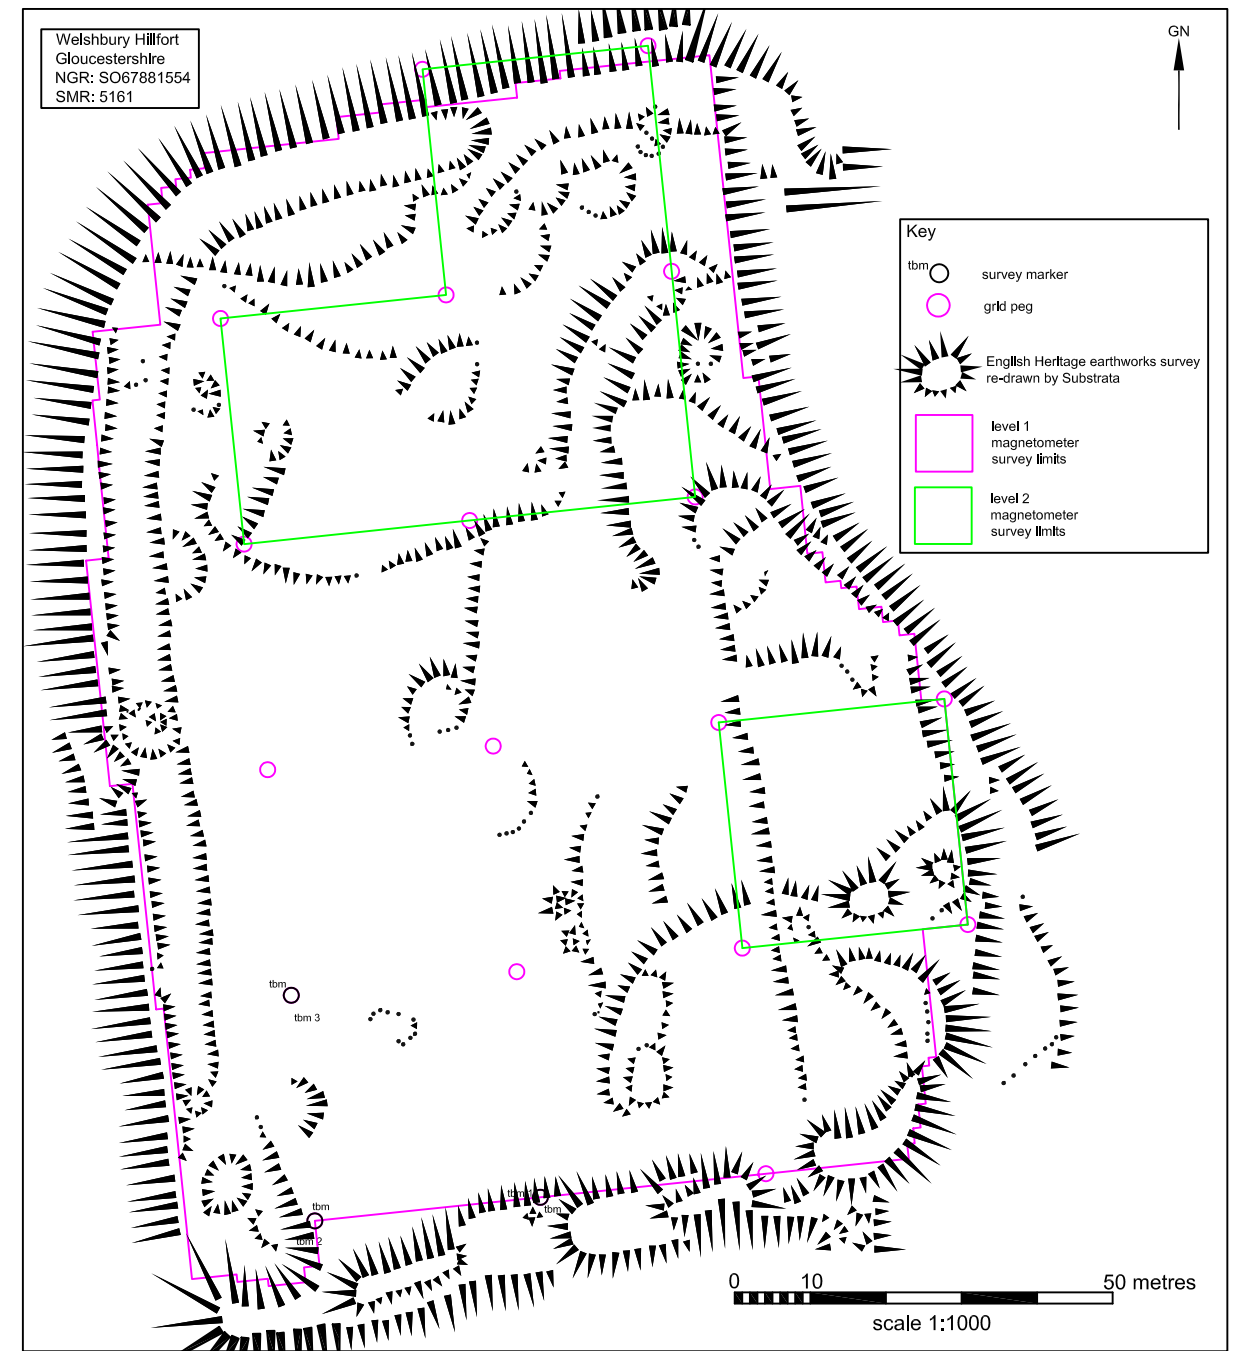 Welshbury Hillfort
Gloucestershire
NGR: SO67881554
SMR: 5161
GN
Key
tbm
survey marker
grid peg
English Heritage earthworks survey
re-drawn by Substrata
level 1
magnetometer
survey limits
level 2
magnetometer
survey limits
tbm
tbm 3
tbm
tbm 2
tbm
tbm
0 10 50 metres
scale 1:1000